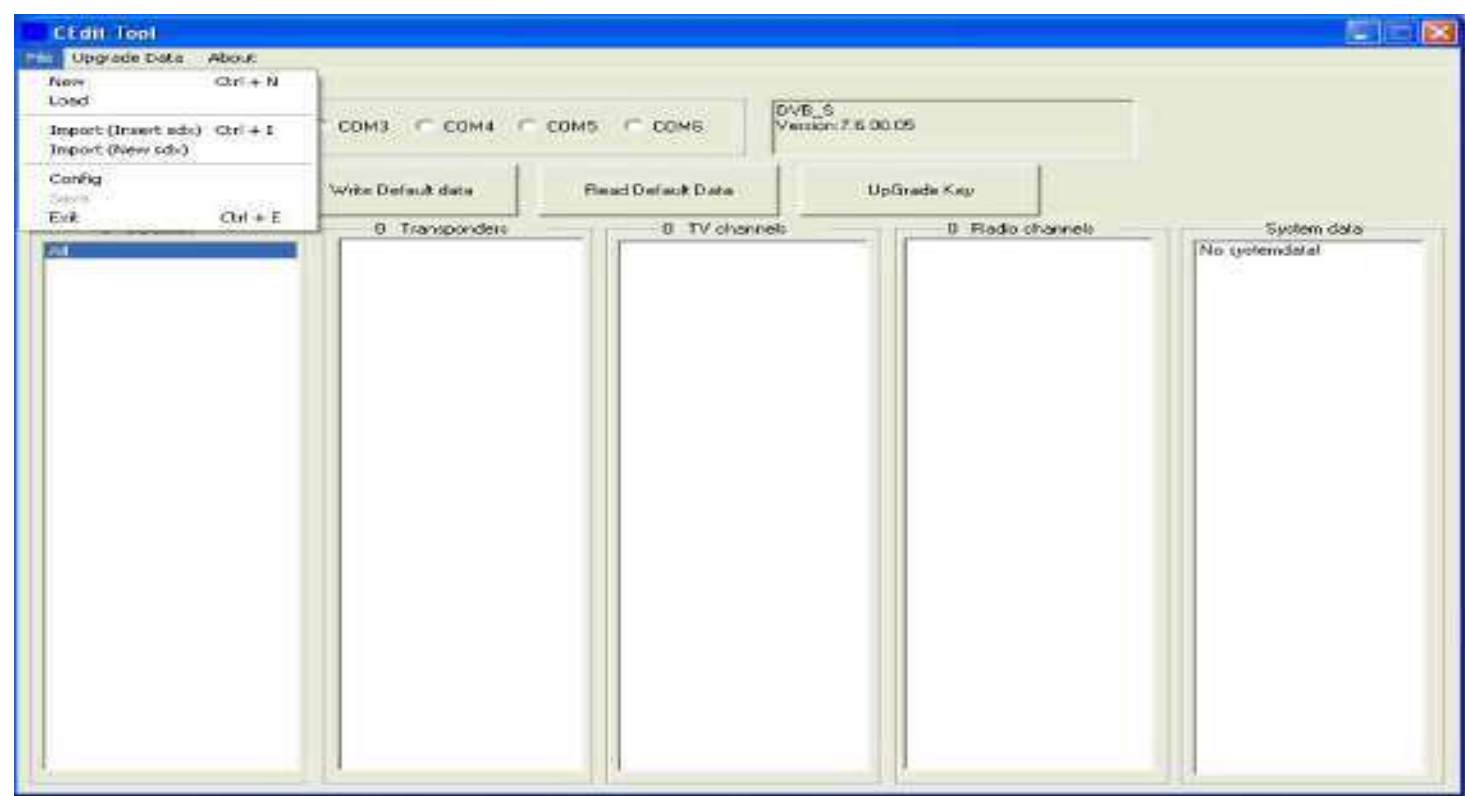 CEdit Tool
File Upgrade Data About
New Ctrl + N
Load
Import (Insert sdx) Ctrl + I
Import (New sdx)
Config
Save
Exit Ctrl + E
COM3 COM4 COM5 COM6
DVB_S
Version:7.6.00.05
Write Default data Read Default Data UpGrade Key
0 Transponders 0 TV channels 0 Radio channels System data
All
No systemdata!